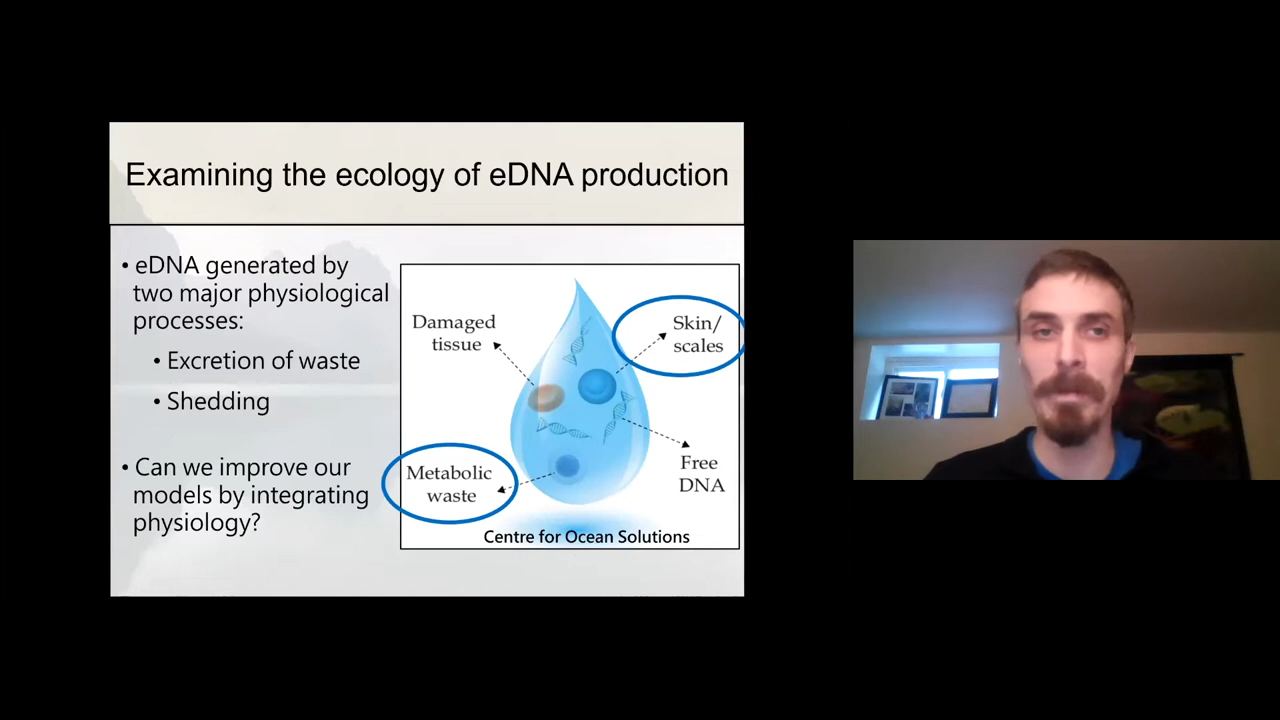 Examining the ecology of eDNA production
• eDNA generated by
two major physiological
processes:
• Excretion of waste
• Shedding
• Can we improve our
models by integrating
physiology?
Damaged
tissue
Skin/
scales
Metabolic
waste
Free
DNA
Centre for Ocean Solutions